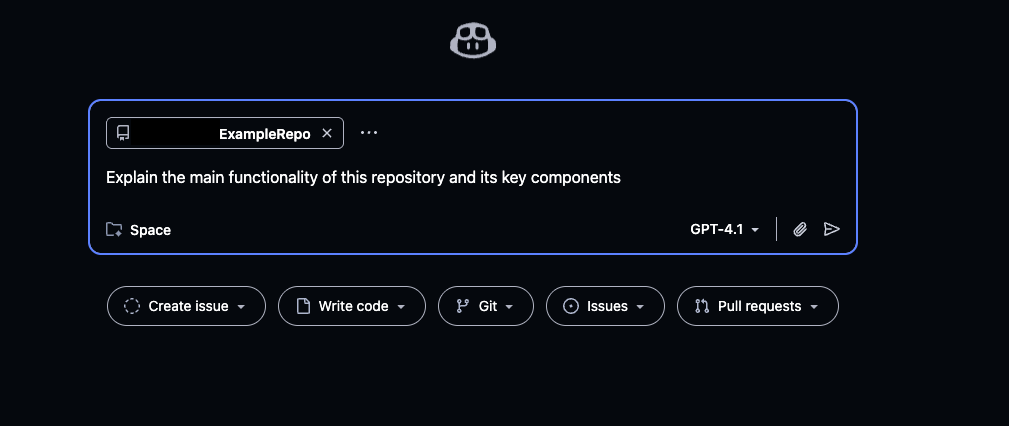 ExampleRepo
Explain the main functionality of this repository and its key components
Space GPT-4.1
Create issue Write code Git Issues Pull requests